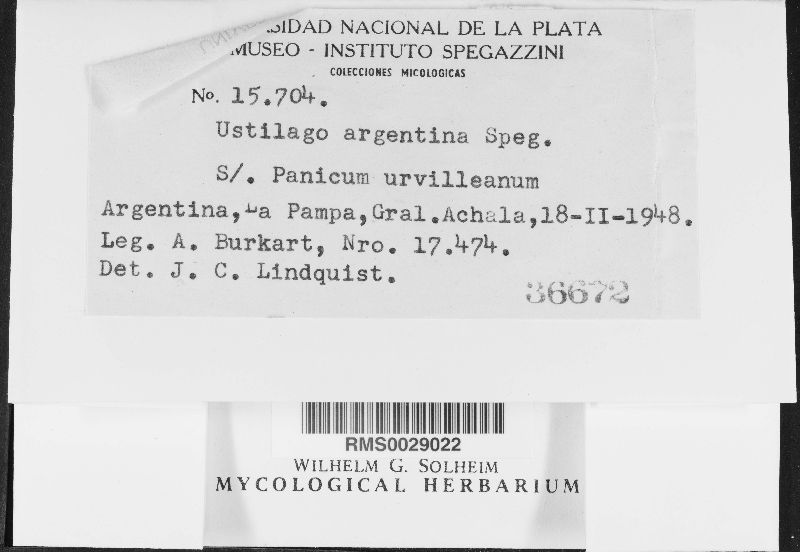 NACIONAL DE LA PLATA
MUSEO - INSTITUTO SPEGAZZINI
COLECCIONES MICOLOGICAS
No. 15.704.
Ustilago argentina Speg.
S/. Panicum urvilleanum
Argentina, La Pampa, Gral. Achala, 18-II-1948.
Leg. A. Burkart, Nro. 17.474.
Det. J. C. Lindquist.
36672
RMS0029022
WILHELM G. SOLHEIM
MYCOLOGICAL HERBARIUM